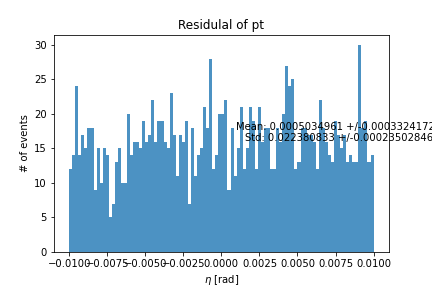 Residulal of pt
# of events
30
25
20
15
10
5
0
Mean: 0.0005034961 +/-0.0003324172
Std: 0.022380833 +/-0.00023502846
−0.0100 −0.0075 −0.0050 −0.0025 0.0000 0.0025 0.0050 0.0075 0.0100
η [rad]